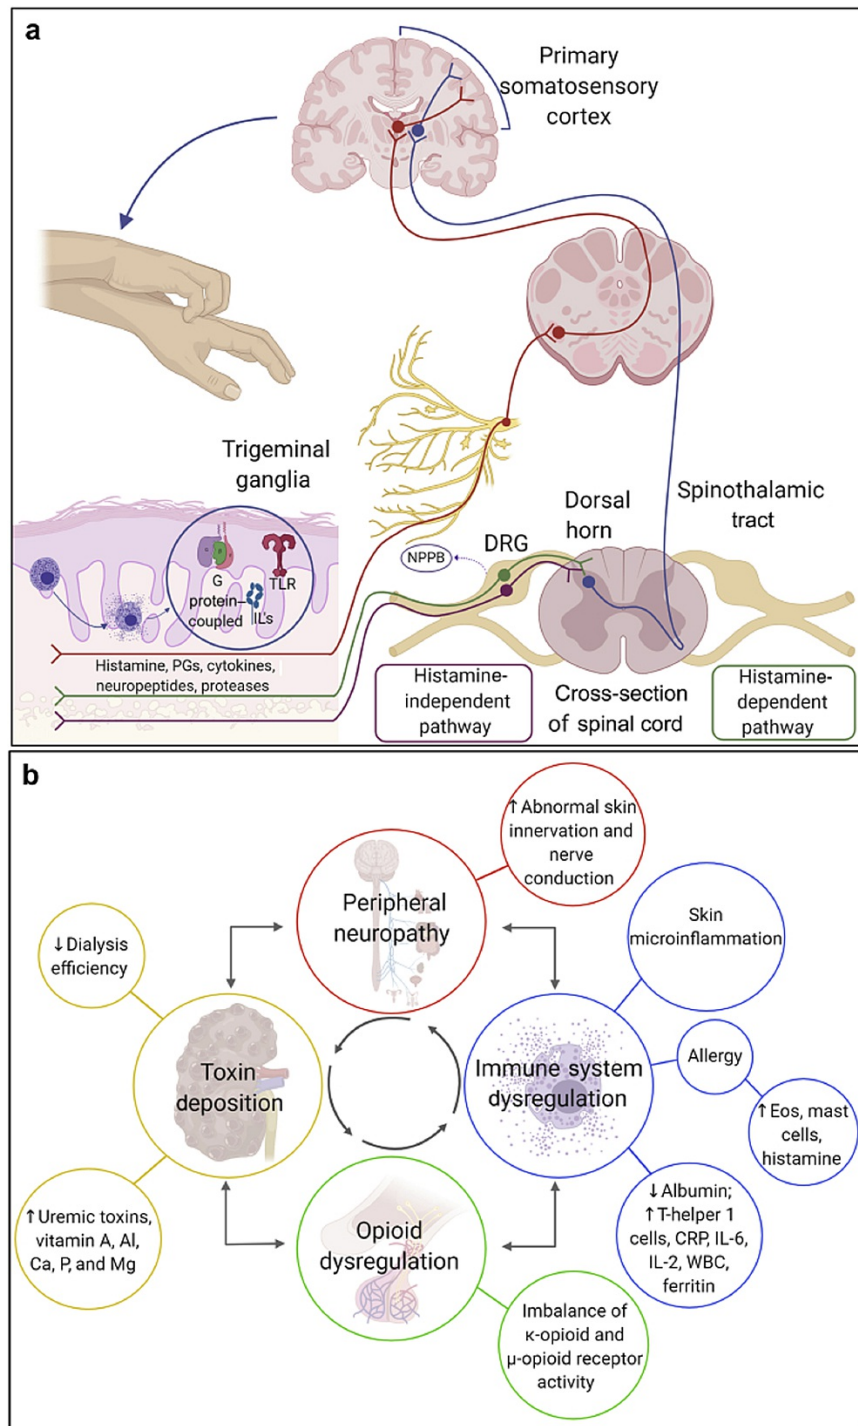 a
Primary
somatosensory
cortex
Trigeminal
ganglia
G
protein-
coupled
TLR
ILs
Histamine, PGs, cytokines,
neuropeptides, proteases
NPPB
DRG
Dorsal
horn
Spinothalamic
tract
Histamine-
independent
pathway
Cross-section
of spinal cord
Histamine-
dependent
pathway
b
↑Abnormal skin
innervation and
nerve
conduction
Peripheral
neuropathy
Skin
microinflammation
↓Dialysis
efficiency
Toxin
deposition
Immune system
dysregulation
Allergy
↑Eos, mast
cells,
histamine
↑Uremic toxins,
vitamin A, Al,
Ca, P, and Mg
Opioid
dysregulation
↓Albumin;
↑T-helper 1
cells, CRP, IL-6,
IL-2, WBC,
ferritin
Imbalance of
κ-opioid and
μ-opioid receptor
activity